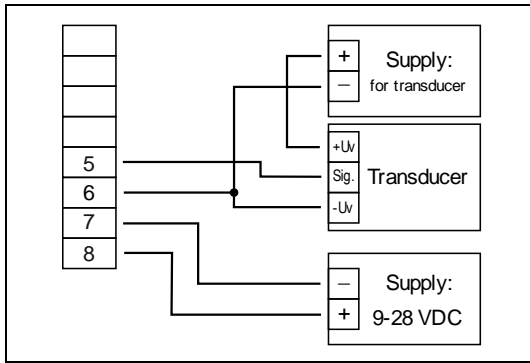 5
6
7
8
+
−
Supply:
for transducer
+Uv
Sig.
-Uv
Transducer
−
+
Supply:
9-28 VDC